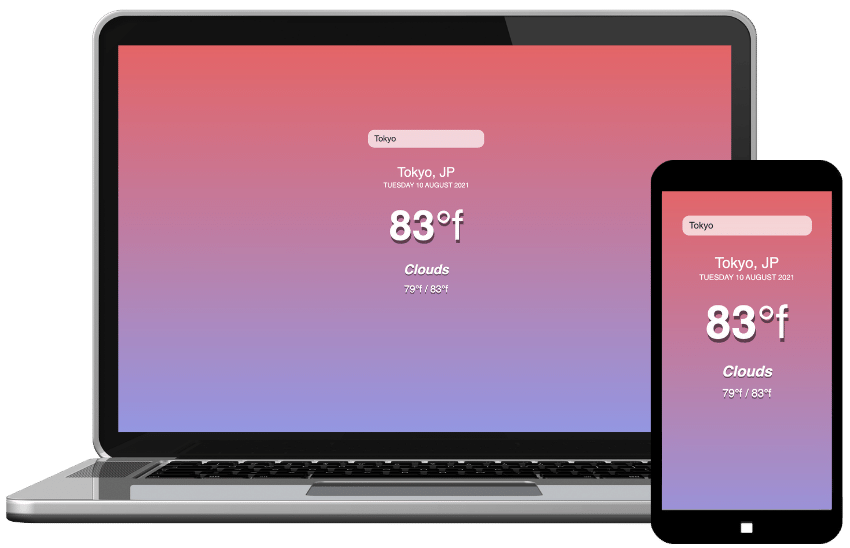 Tokyo
Tokyo, JP
TUESDAY 10 AUGUST 2021
83°f
Clouds
79°f / 83°f
Tokyo
Tokyo, JP
TUESDAY 10 AUGUST 2021
83°f
Clouds
79°f / 83°f